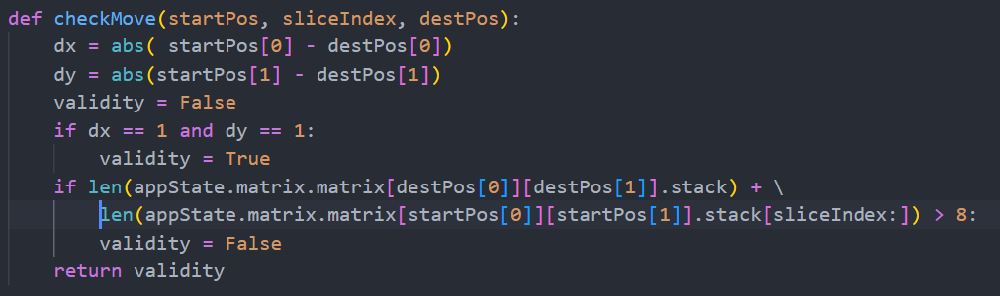 def checkMove(startPos, sliceIndex, destPos):
    dx = abs( startPos[0] - destPos[0])
    dy = abs(startPos[1] - destPos[1])
    validity = False
    if dx == 1 and dy == 1:
        validity = True
    if len(appState.matrix.matrix[destPos[0]][destPos[1]].stack) + \
        len(appState.matrix.matrix[startPos[0]][startPos[1]].stack[sliceIndex:]) > 8:
        validity = False
    return validity